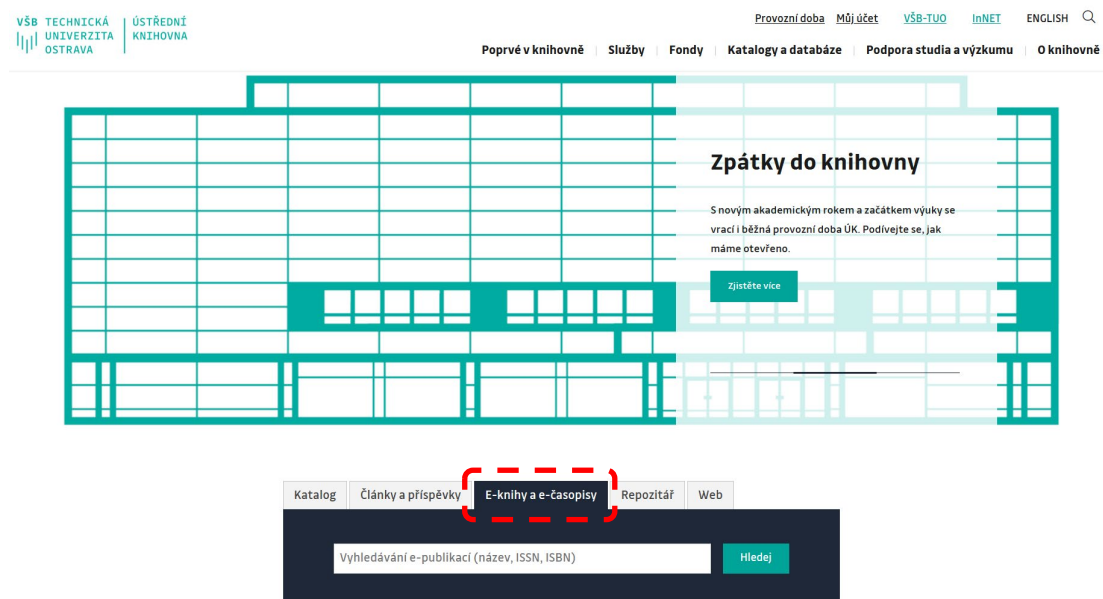 VŠB TECHNICKÁ
UNIVERZITA
OSTRAVA
ÚSTŘEDNÍ
KNIHOVNA
Provozní doba Můj účet VŠB-TUO InNET ENGLISH
Poprvé v knihovně Služby Fondy Katalogy a databáze Podpora studia a výzkumu O knihovně
Zpátky do knihovny
S novým akademickým rokem a začátkem výuky se
vrací i běžná provozní doba ÚK. Podívejte se, jak
máme otevřeno.
Zjistěte více
Katalog Články a příspěvky E-knihy a e-časopisy Repozitář Web
Vyhledávání e-publikací (název, ISSN, ISBN) Hledej